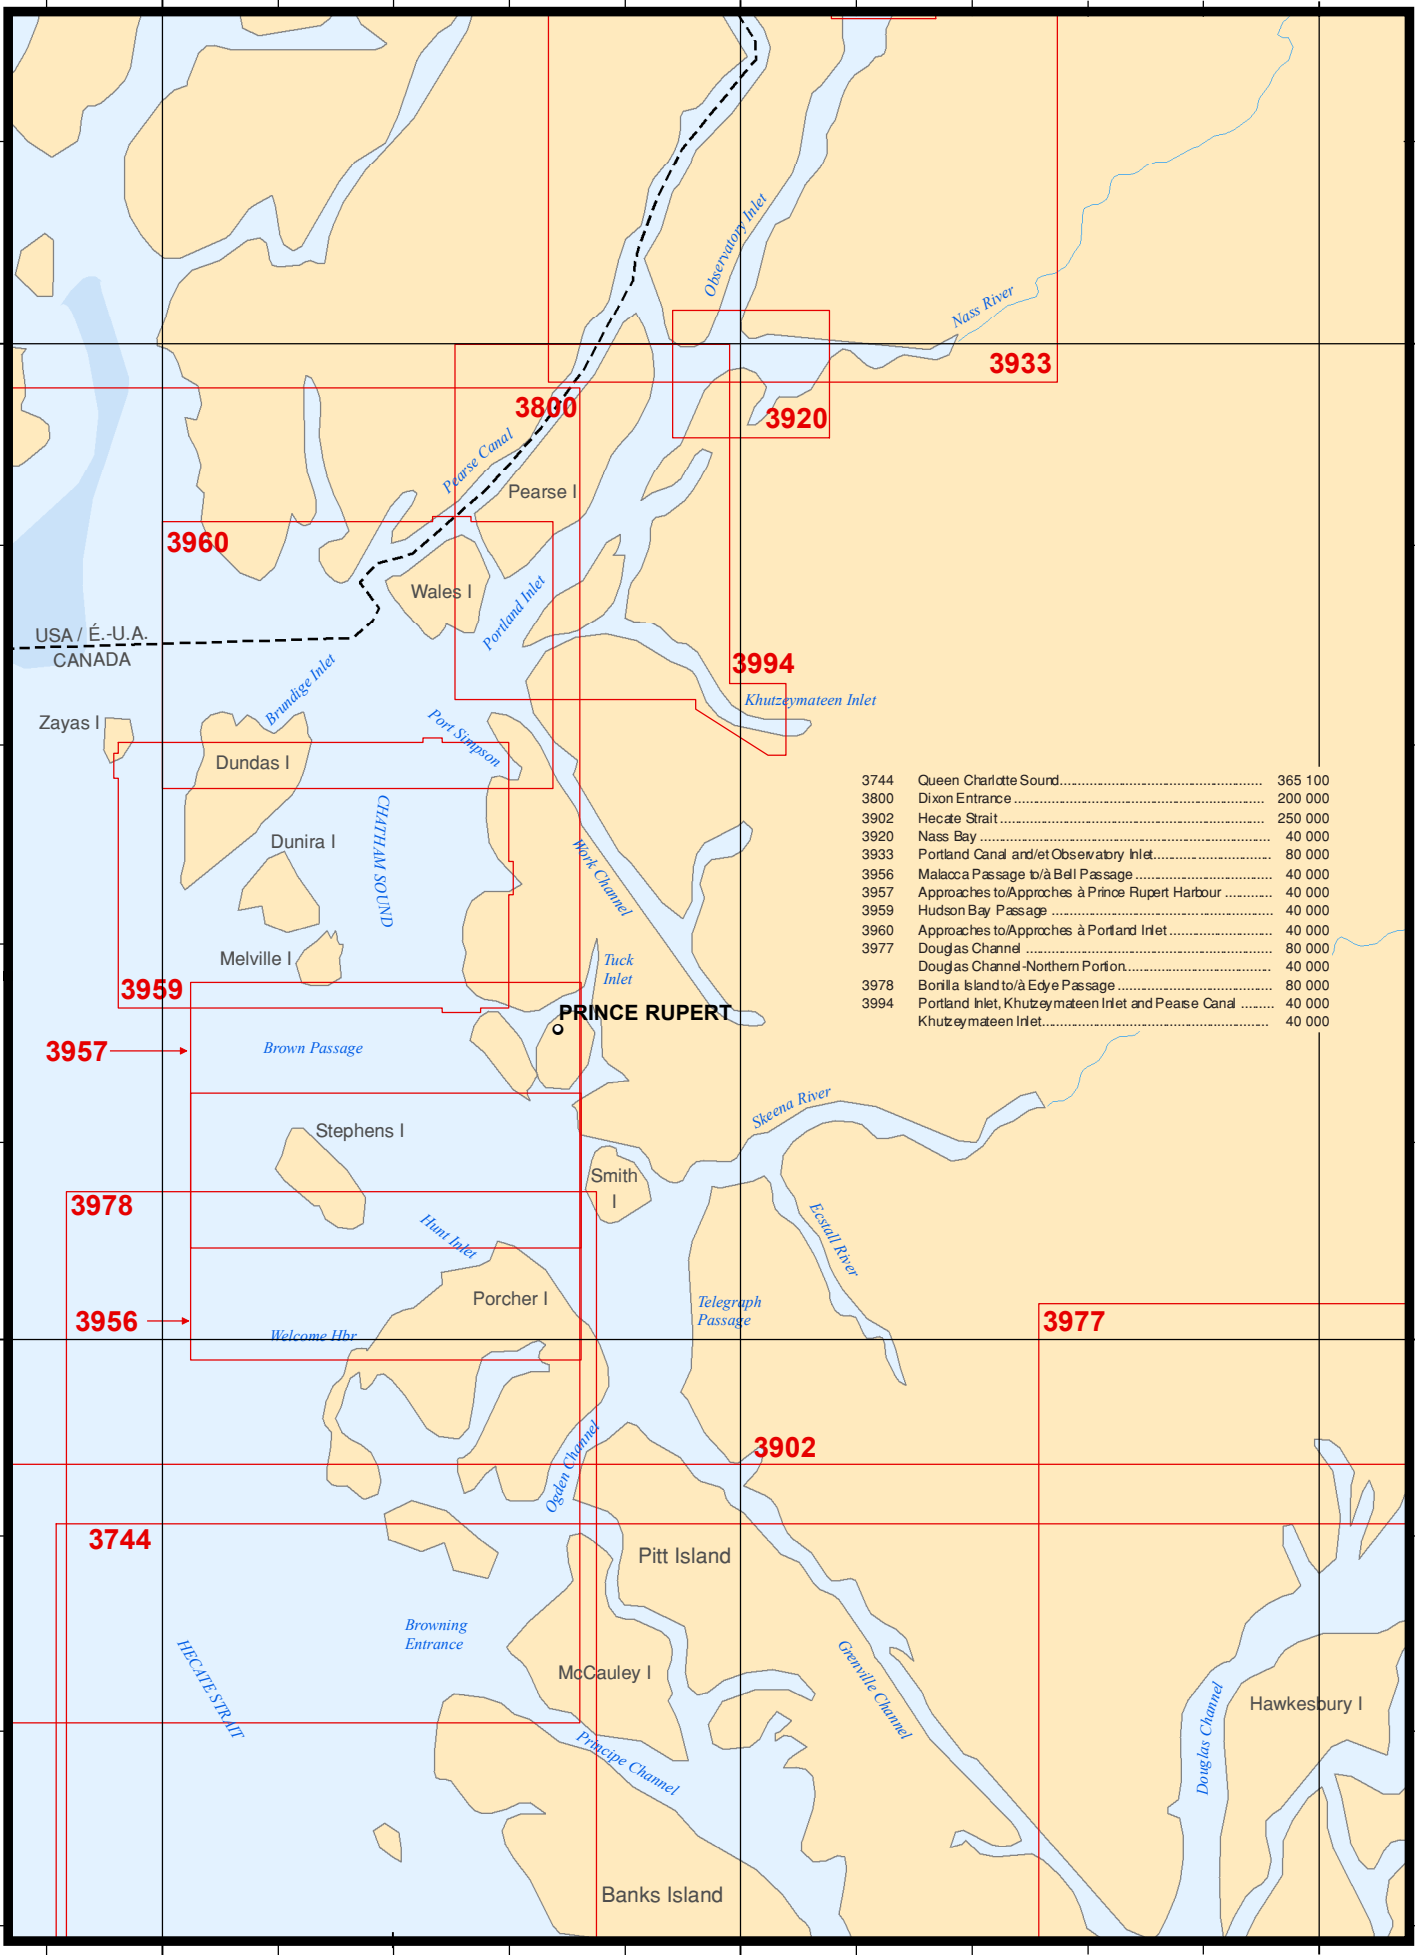 Observatory Inlet
Nass River
3933
3800
3920
Pearse Canal
Pearse I
3960
Wales I
Portland Inlet
USA / É.-U.A.
CANADA
Brundige Inlet
3994
Khutzeymateen Inlet
Zayas I
Port Simpson
Dundas I
3744 Queen Charlotte Sound 365 100
3800 Dixon Entrance 200 000
3902 Hecate Strait 250 000
3920 Nass Bay 40 000
3933 Portland Canal and/et Observatory Inlet 80 000
3956 Malacca Passage to/à Bell Passage 40 000
3957 Approaches to/Approches à Prince Rupert Harbour 40 000
3959 Hudson Bay Passage 40 000
3960 Approaches to/Approches à Portland Inlet 40 000
3977 Douglas Channel 80 000
Douglas Channel-Northern Portion 40 000
3978 Bonilla Island to/à Edye Passage 80 000
3994 Portland Inlet, Khutzeymateen Inlet and Pearse Canal 40 000
Khutzeymateen Inlet 40 000
Dunira I
CHATHAM SOUND
Work Channel
Melville I
Tuck
Inlet
3959
PRINCE RUPERT
3957
Brown Passage
Skeena River
Stephens I
Smith
I
3978
Hunt Inlet
Ecstall River
Porcher I
Telegraph
Passage
3956
Welcome Hbr
3977
Ogden Channel
3902
3744
Pitt Island
Browning
Entrance
HECATE STRAIT
McCauley I
Grenville Channel
Hawkesbury I
Douglas Channel
Principe Channel
Banks Island